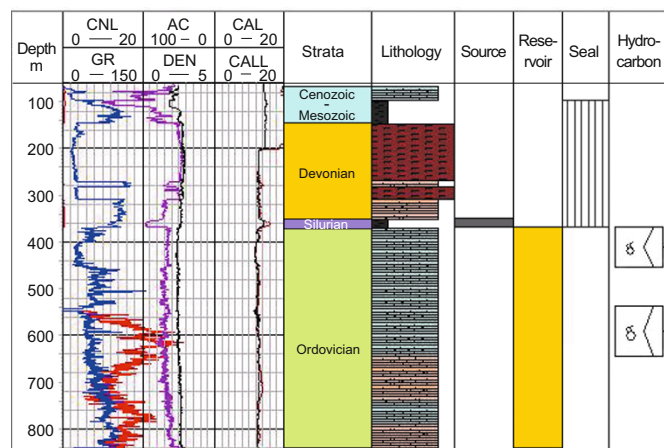 Depth
m
CNL
0 — 20
GR
0 — 150
AC
100 — 0
DEN
0 — 5
CAL
0 — 20
CALL
0 — 20
Strata
Lithology
Source
Rese-
rvoir
Seal
Hydro-
carbon
100
200
300
400
500
600
700
800
Cenozoic
-
Mesozoic
Devonian
Silurian
Ordovician